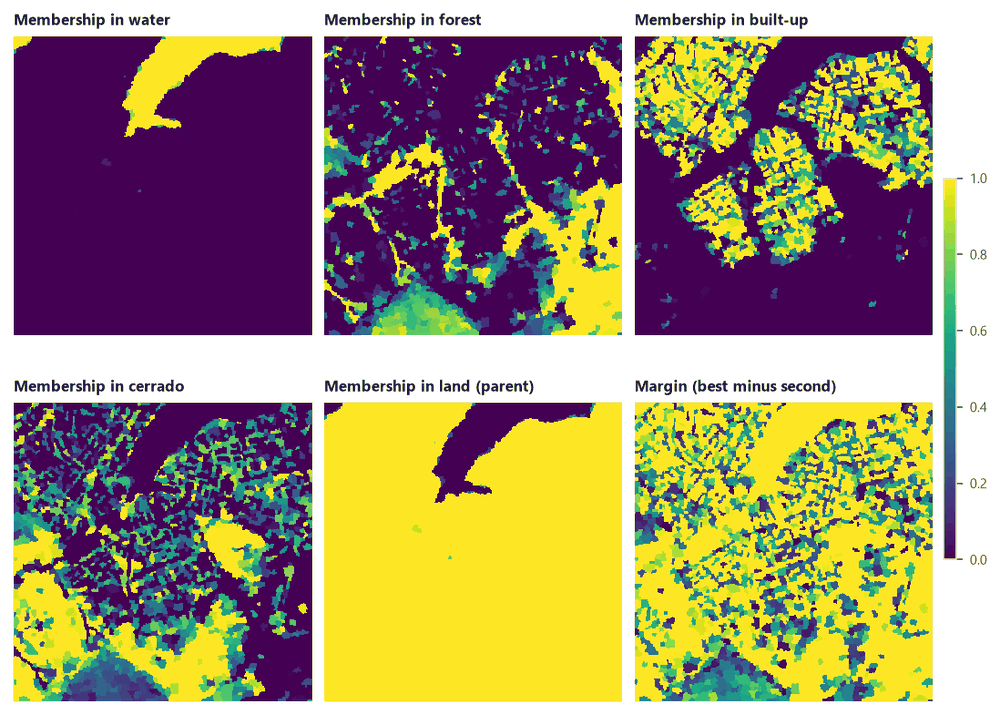 Membership in water
Membership in forest
Membership in built-up
Membership in cerrado
Membership in land (parent)
Margin (best minus second)
1.0
0.8
0.6
0.4
0.2
0.0